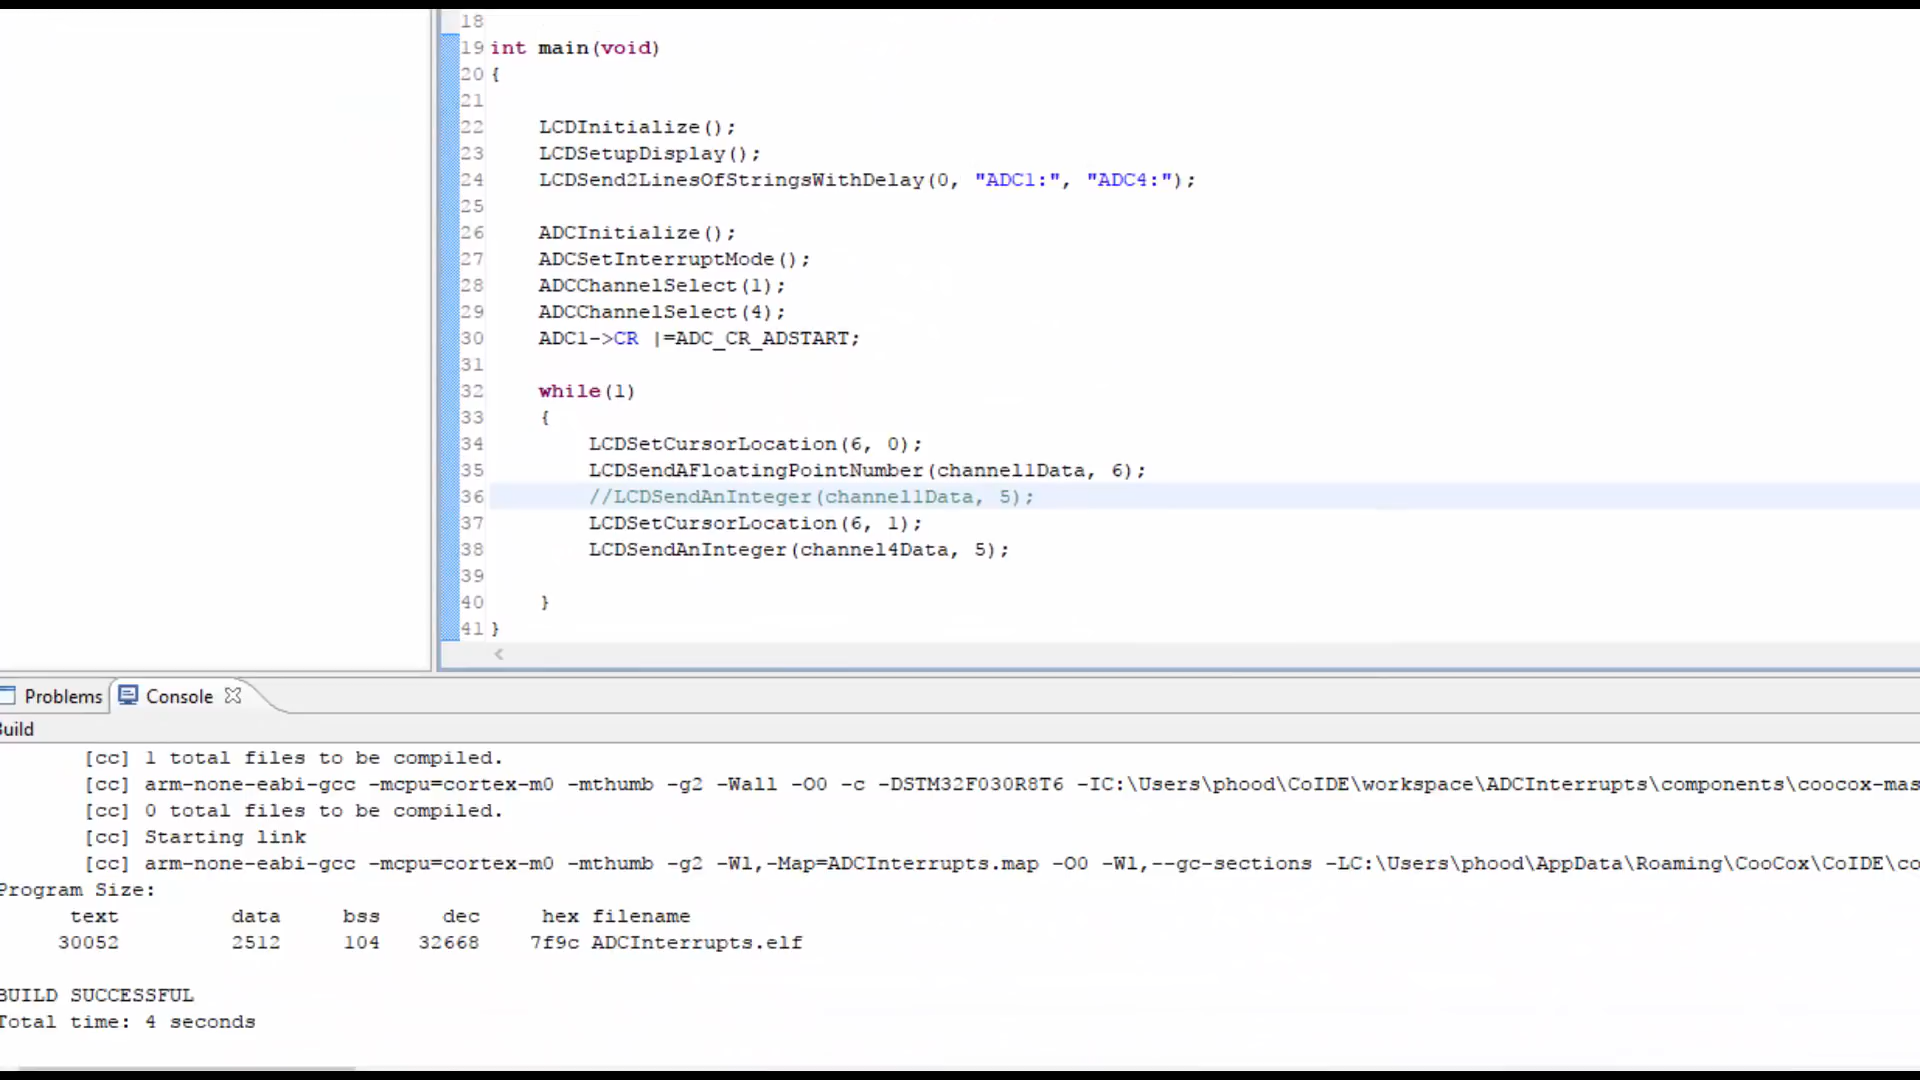 18
19 int main(void)
20 {
21
22 LCDInitialize();
23 LCDSetupDisplay();
24 LCDSend2LinesOfStringsWithDelay(0, "ADC1:", "ADC4:");
25
26 ADCInitialize();
27 ADCSetInterruptMode();
28 ADCChannelSelect(1);
29 ADCChannelSelect(4);
30 ADC1->CR |=ADC_CR_ADSTART;
31
32 while(1)
33 {
34 LCDSetCursorLocation(6, 0);
35 LCDSendAFloatingPointNumber(channel1Data, 6);
36 //LCDSendAnInteger(channel1Data, 5);
37 LCDSetCursorLocation(6, 1);
38 LCDSendAnInteger(channel4Data, 5);
39
40 }
41 }
Problems Console
Build
[cc] 1 total files to be compiled.
[cc] arm-none-eabi-gcc -mcpu=cortex-m0 -mthumb -g2 -Wall -O0 -c -DSTM32F030R8T6 -IC:\Users\phood\CoIDE\workspace\ADCInterrupts\components\coocox-mas
[cc] 0 total files to be compiled.
[cc] Starting link
[cc] arm-none-eabi-gcc -mcpu=cortex-m0 -mthumb -g2 -Wl,-Map=ADCInterrupts.map -O0 -Wl,--gc-sections -LC:\Users\phood\AppData\Roaming\CooCox\CoIDE\co
Program Size:
text data bss dec hex filename
30052 2512 104 32668 7f9c ADCInterrupts.elf
BUILD SUCCESSFUL
Total time: 4 seconds